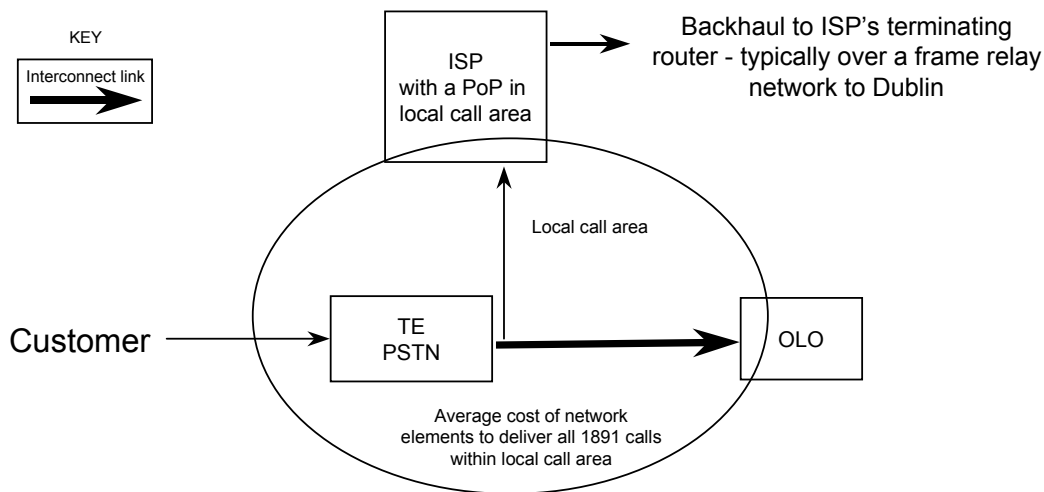 KEY
Interconnect link
ISP
with a PoP in
local call area
Backhaul to ISP's terminating
router - typically over a frame relay
network to Dublin
Local call area
Customer
TE
PSTN
OLO
Average cost of network
elements to deliver all 1891 calls
within local call area